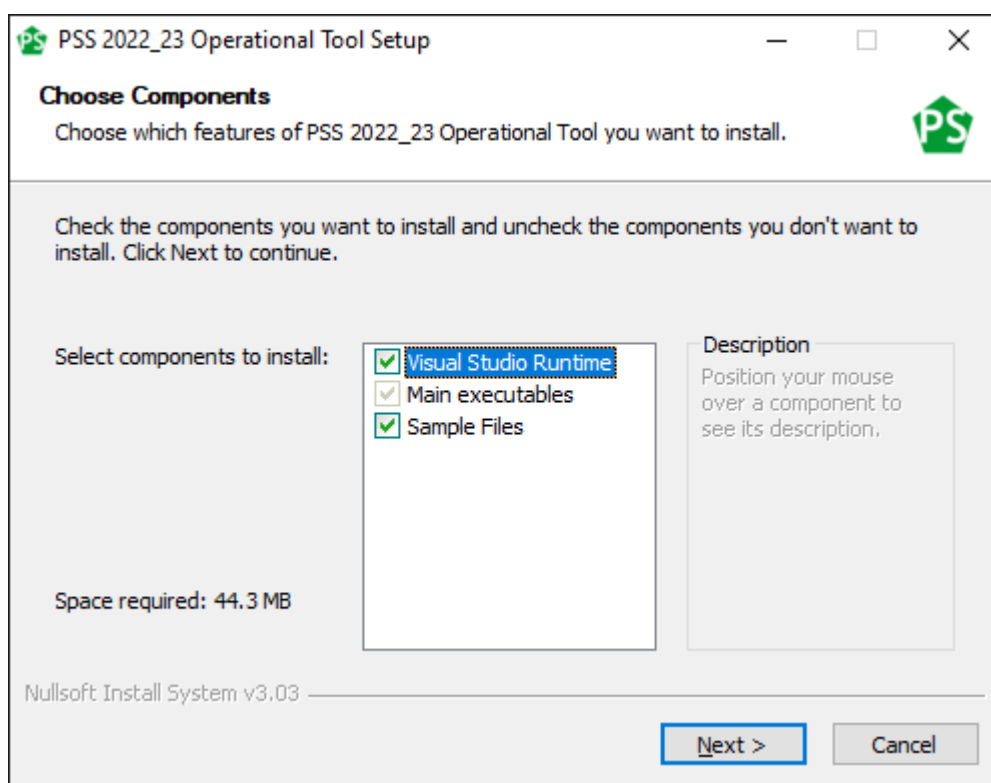 PS PSS 2022_23 Operational Tool Setup
Choose Components
Choose which features of PSS 2022_23 Operational Tool you want to install.
PS
Check the components you want to install and uncheck the components you don't want to
install. Click Next to continue.
Select components to install:
Visual Studio Runtime
Main executables
Sample Files
Description
Position your mouse
over a component to
see its description.
Space required: 44.3 MB
Nullsoft Install System v3.03
Next >
Cancel